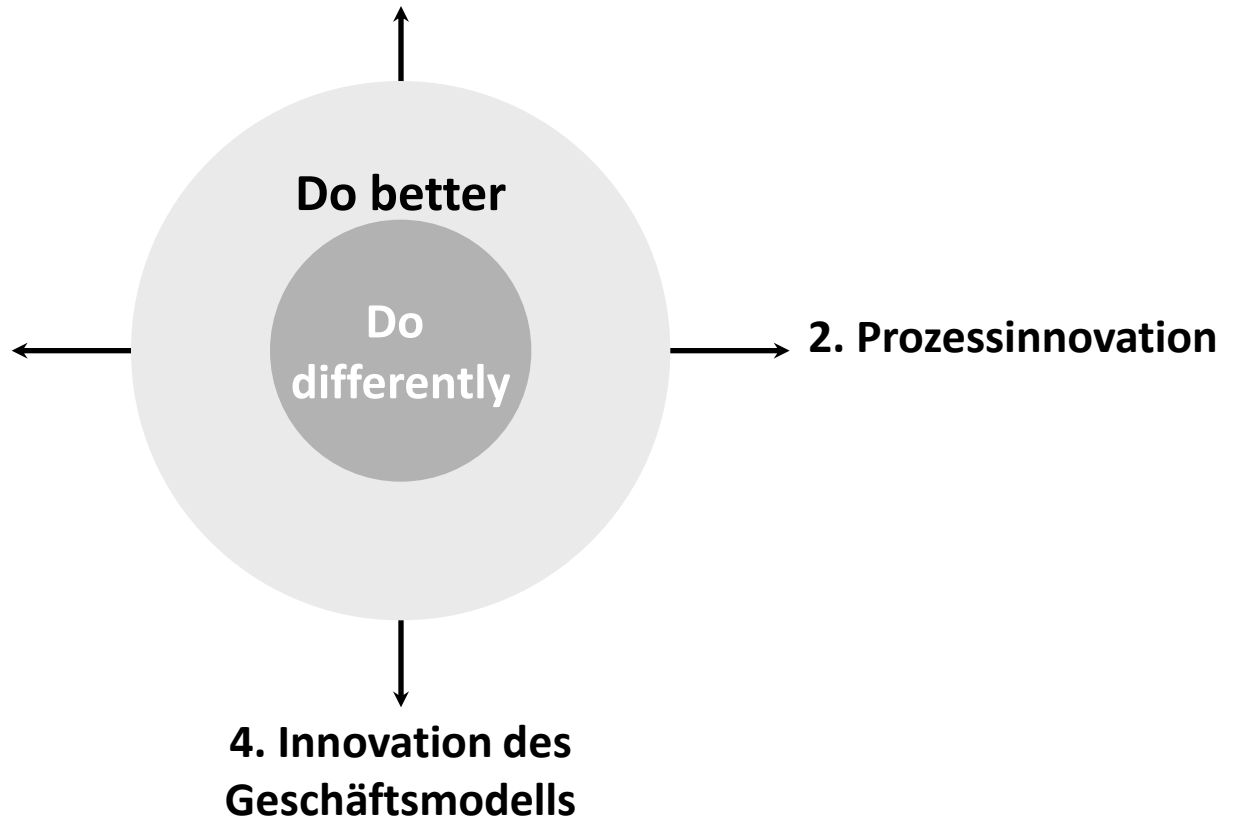 Do better
Do
differently
2. Prozessinnovation
4. Innovation des
Geschäftsmodells